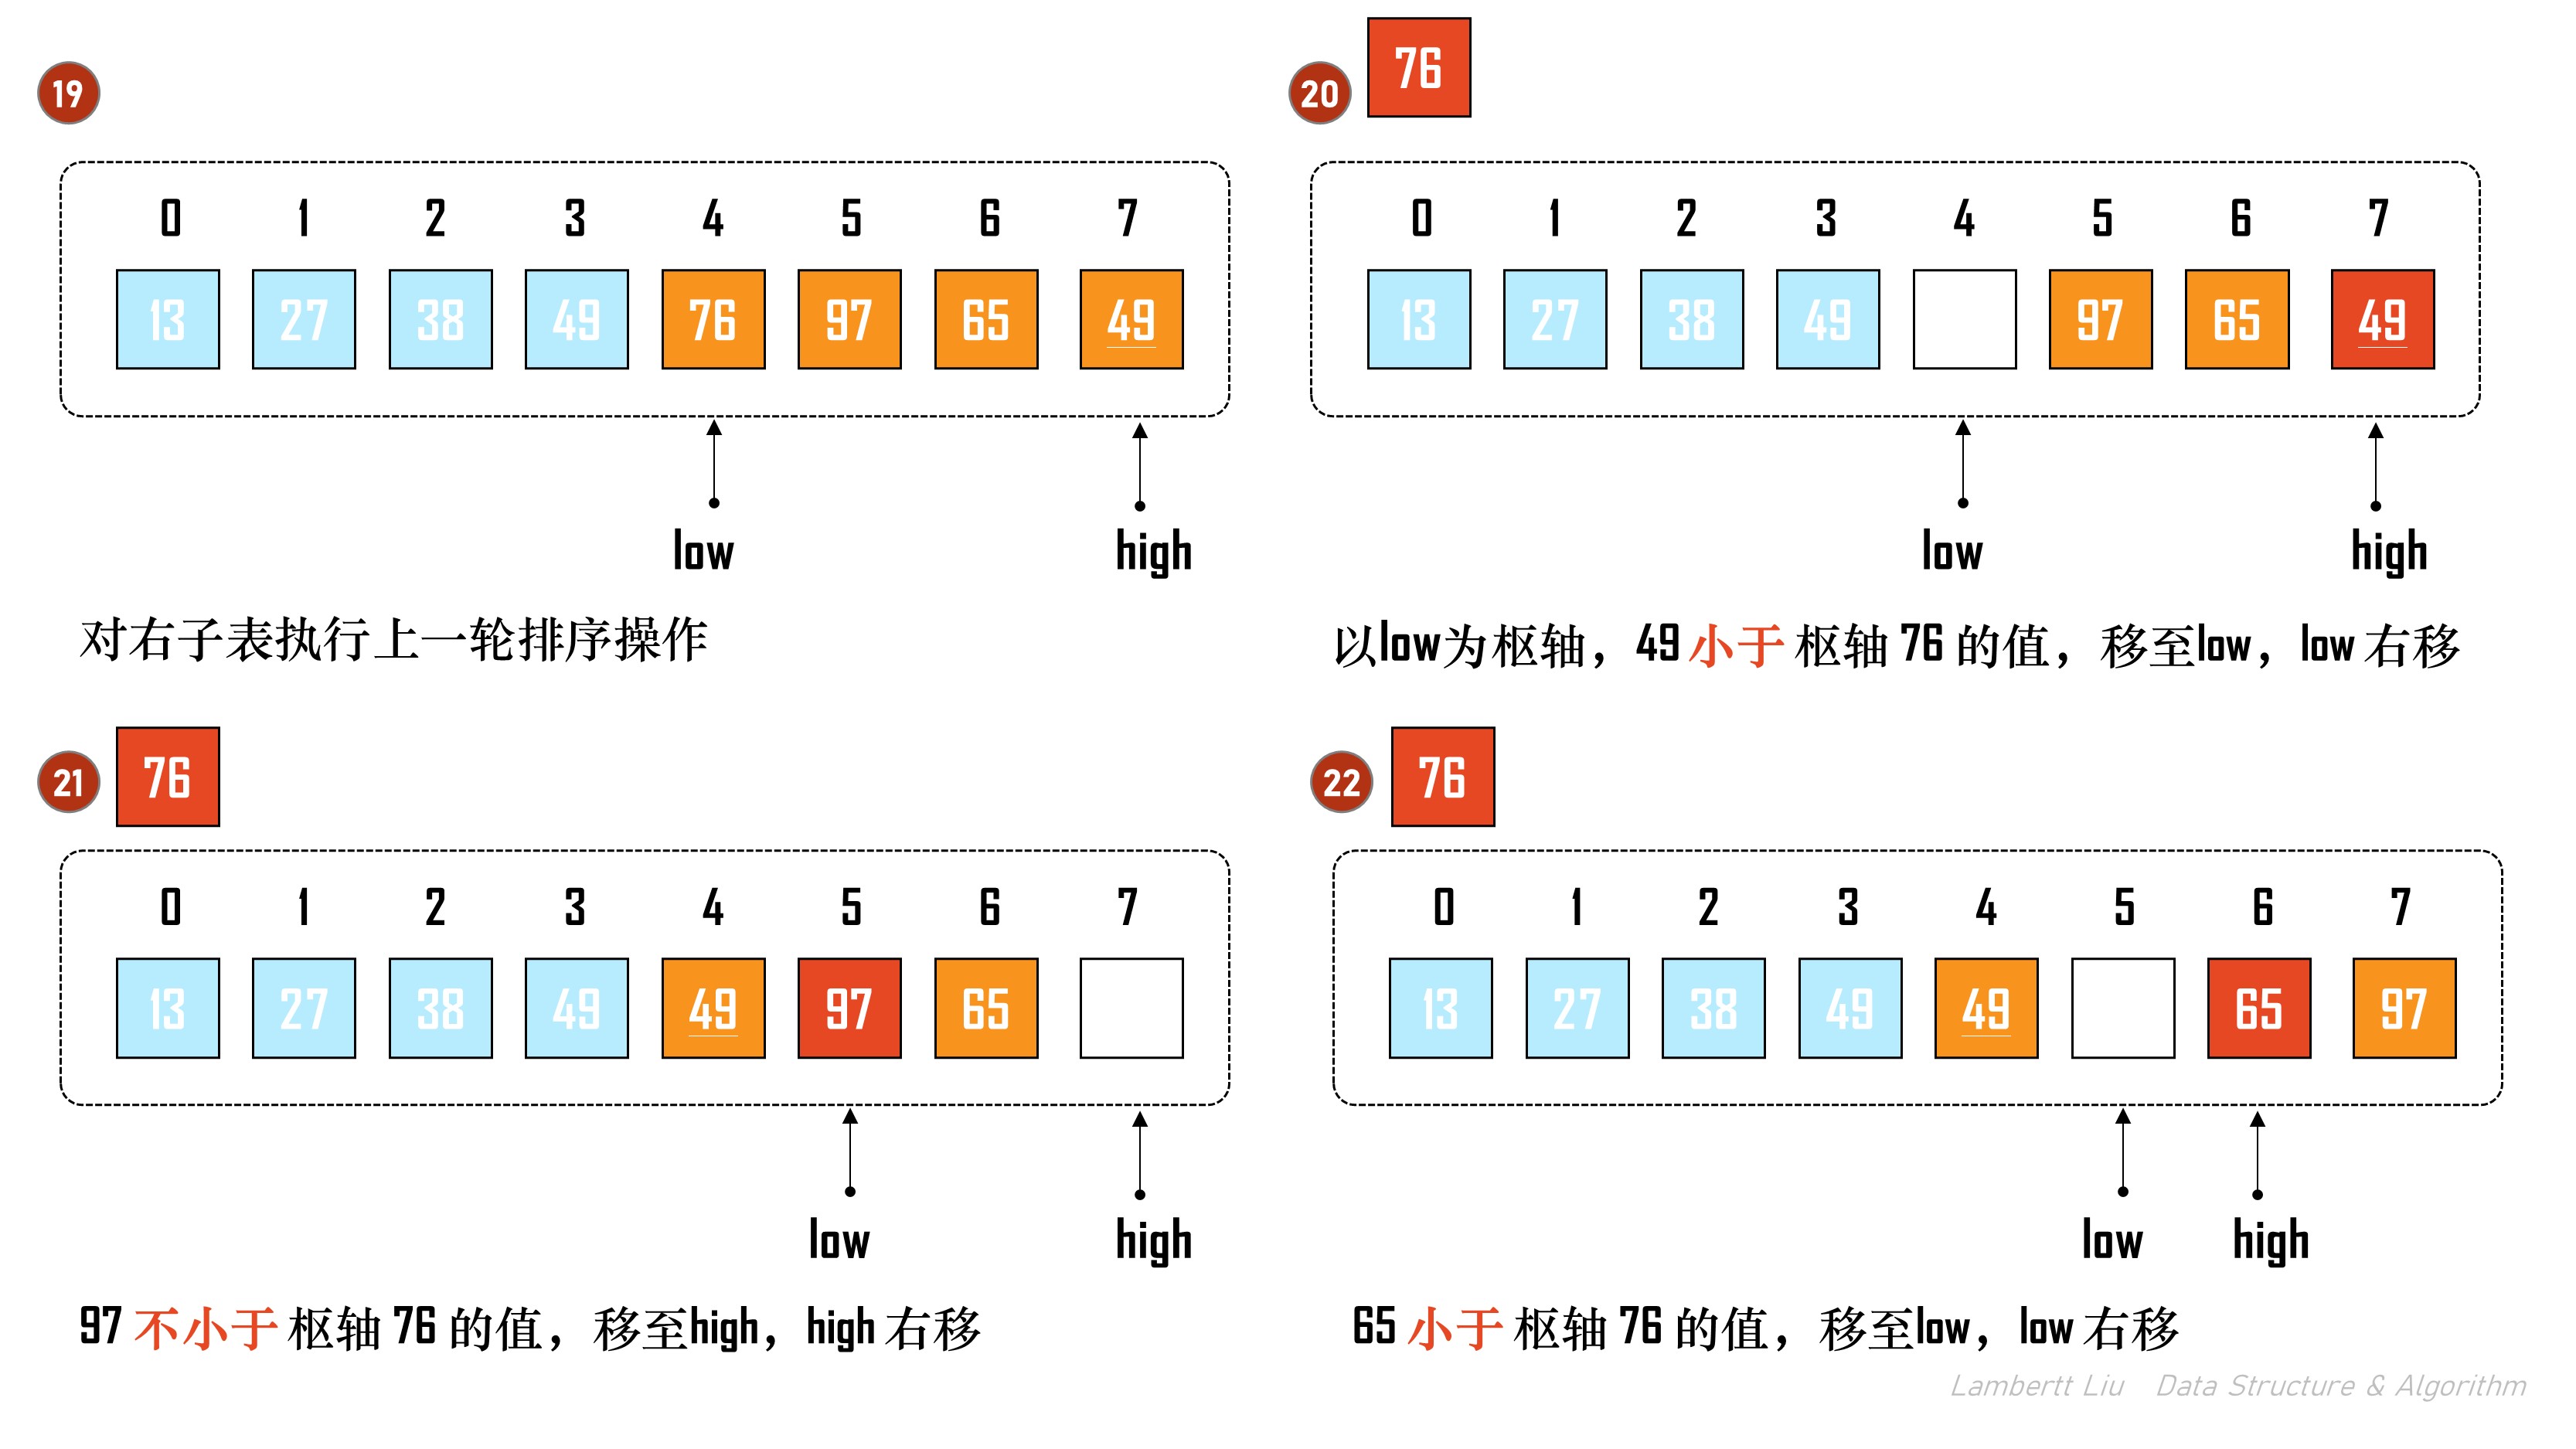 19
0 1 2 3 4 5 6 7
13 27 38 49 76 97 65 49
low high
对右子表执行上一轮排序操作
20 76
0 1 2 3 4 5 6 7
13 27 38 49 97 65 49
low high
以low为枢轴，49 小于 枢轴 76 的值，移至low，low 右移
21 76
0 1 2 3 4 5 6 7
13 27 38 49 49 97 65
low high
97 不小于 枢轴 76 的值，移至high，high 右移
22 76
0 1 2 3 4 5 6 7
13 27 38 49 49 65 97
low high
65 小于 枢轴 76 的值，移至low，low 右移
Lambertt Liu Data Structure & Algorithm